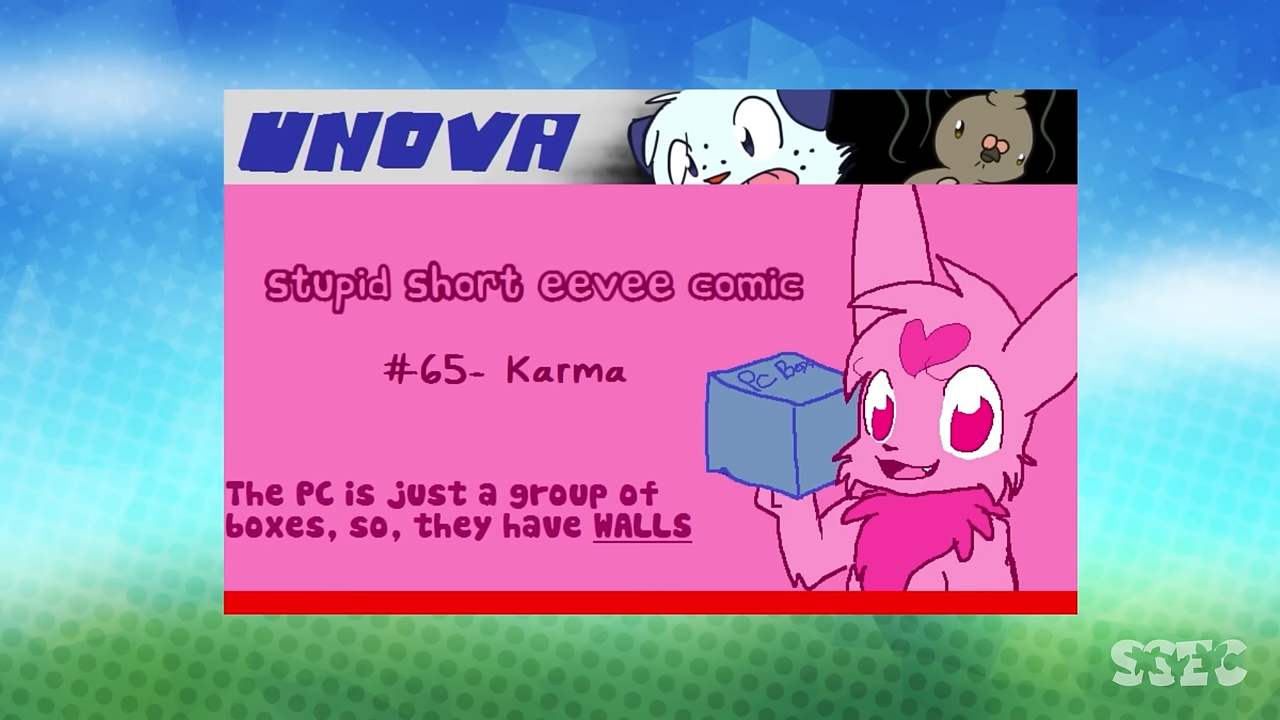 UNOVA
stupid short eevee comic
#65- Karma
PC Box
The PC is just a group of
boxes, so, they have WALLS
SSEC